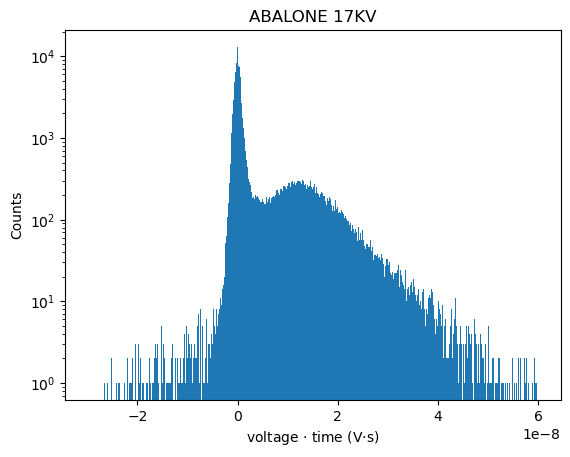 ABALONE 17KV
Counts
10⁴
10³
10²
10¹
10⁰
−2 0 2 4 6
1e−8
voltage · time (V·s)